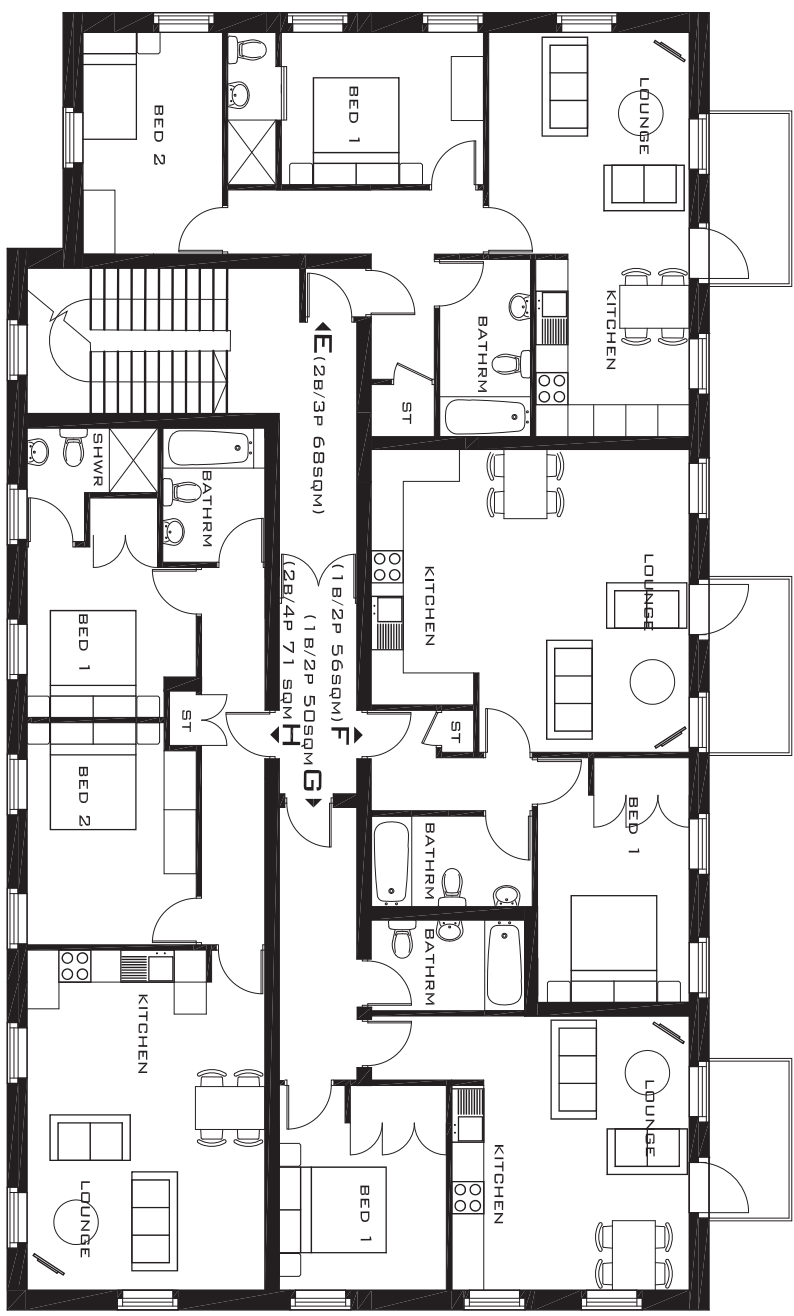 BED 2
BED 1
LOUNGE
KITCHEN
BATHRM
ST
E (2B/3P 68SQM)
SHWR
BATHRM
BED 1
ST
BED 2
KITCHEN
LOUNGE
(2B/4P 71 SQM)
H
(1B/2P 50SQM)
G
(1B/2P 56SQM)
F
KITCHEN
LOUNGE
ST
BED 1
BATHRM
BATHRM
LOUNGE
KITCHEN
BED 1